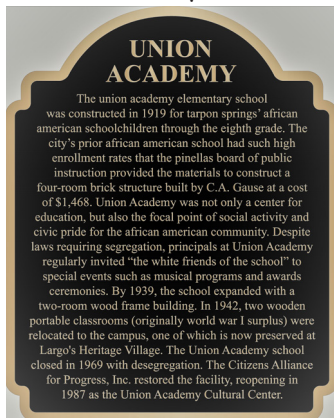 UNION
ACADEMY
The union academy elementary school
was constructed in 1919 for tarpon springs' african
american schoolchildren through the eighth grade. The
city's prior african american school had such high
enrollment rates that the pinellas board of public
instruction provided the materials to construct a
four-room brick structure built by C.A. Gause at a cost
of $1,468. Union Academy was not only a center for
education, but also the focal point of social activity and
civic pride for the african american community. Despite
laws requiring segregation, principals at Union Academy
regularly invited “the white friends of the school” to
special events such as musical programs and awards
ceremonies. By 1939, the school expanded with a
two-room wood frame building. In 1942, two wooden
portable classrooms (originally world war I surplus) were
relocated to the campus, one of which is now preserved at
Largo's Heritage Village. The Union Academy school
closed in 1969 with desegregation. The Citizens Alliance
for Progress, Inc. restored the facility, reopening in
1987 as the Union Academy Cultural Center.